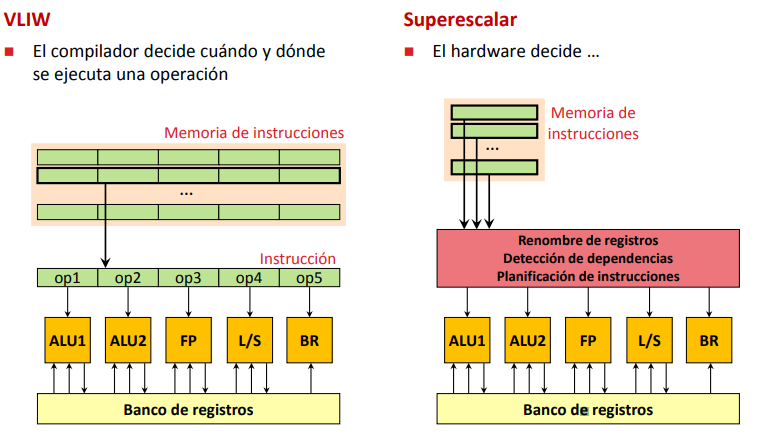 VLIW
El compilador decide cuándo y dónde
se ejecuta una operación
Memoria de instrucciones
...
Instrucción
op1 op2 op3 op4 op5
ALU1 ALU2 FP L/S BR
Banco de registros
Superescalar
El hardware decide ...
Memoria de
instrucciones
...
Renombre de registros
Detección de dependencias
Planificación de instrucciones
ALU1 ALU2 FP L/S BR
Banco de registros